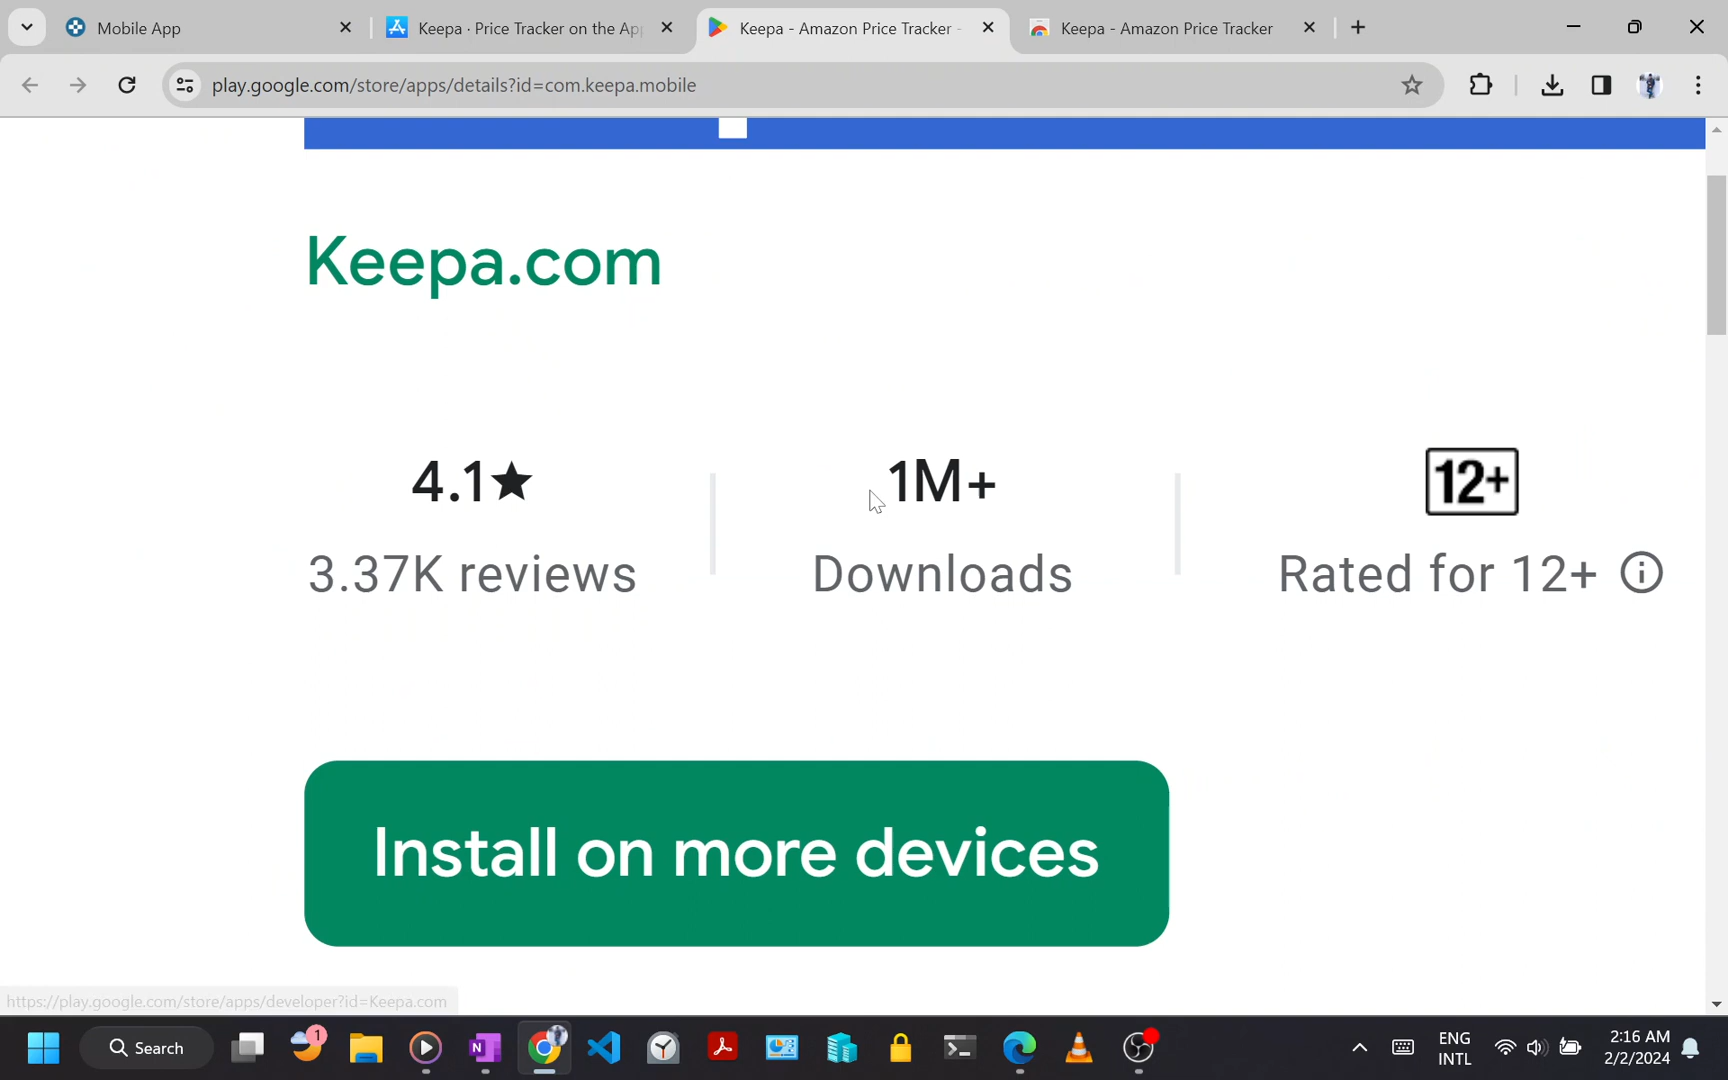 Mobile App
Keepa · Price Tracker on the Ap
Keepa - Amazon Price Tracker -
Keepa - Amazon Price Tracker
play.google.com/store/apps/details?id=com.keepa.mobile
Keepa.com
4.1★ 1M+ 12+
3.37K reviews Downloads Rated for 12+
Install on more devices
https://play.google.com/store/apps/developer?id=Keepa.com
Search
1
ENG
INTL
2:16 AM
2/2/2024